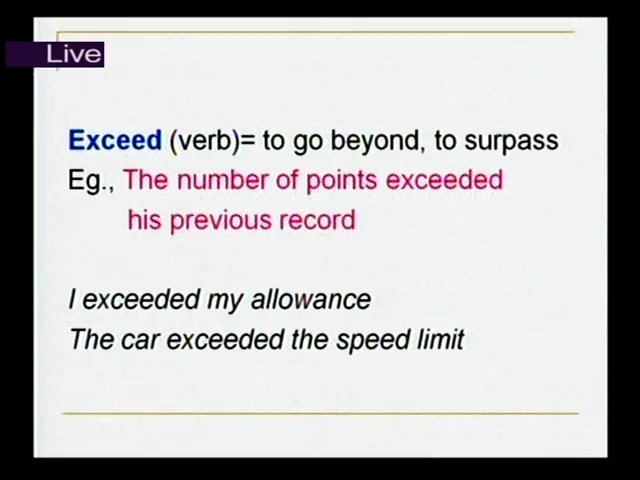 Live
Exceed (verb)= to go beyond, to surpass
Eg., The number of points exceeded
his previous record
I exceeded my allowance
The car exceeded the speed limit